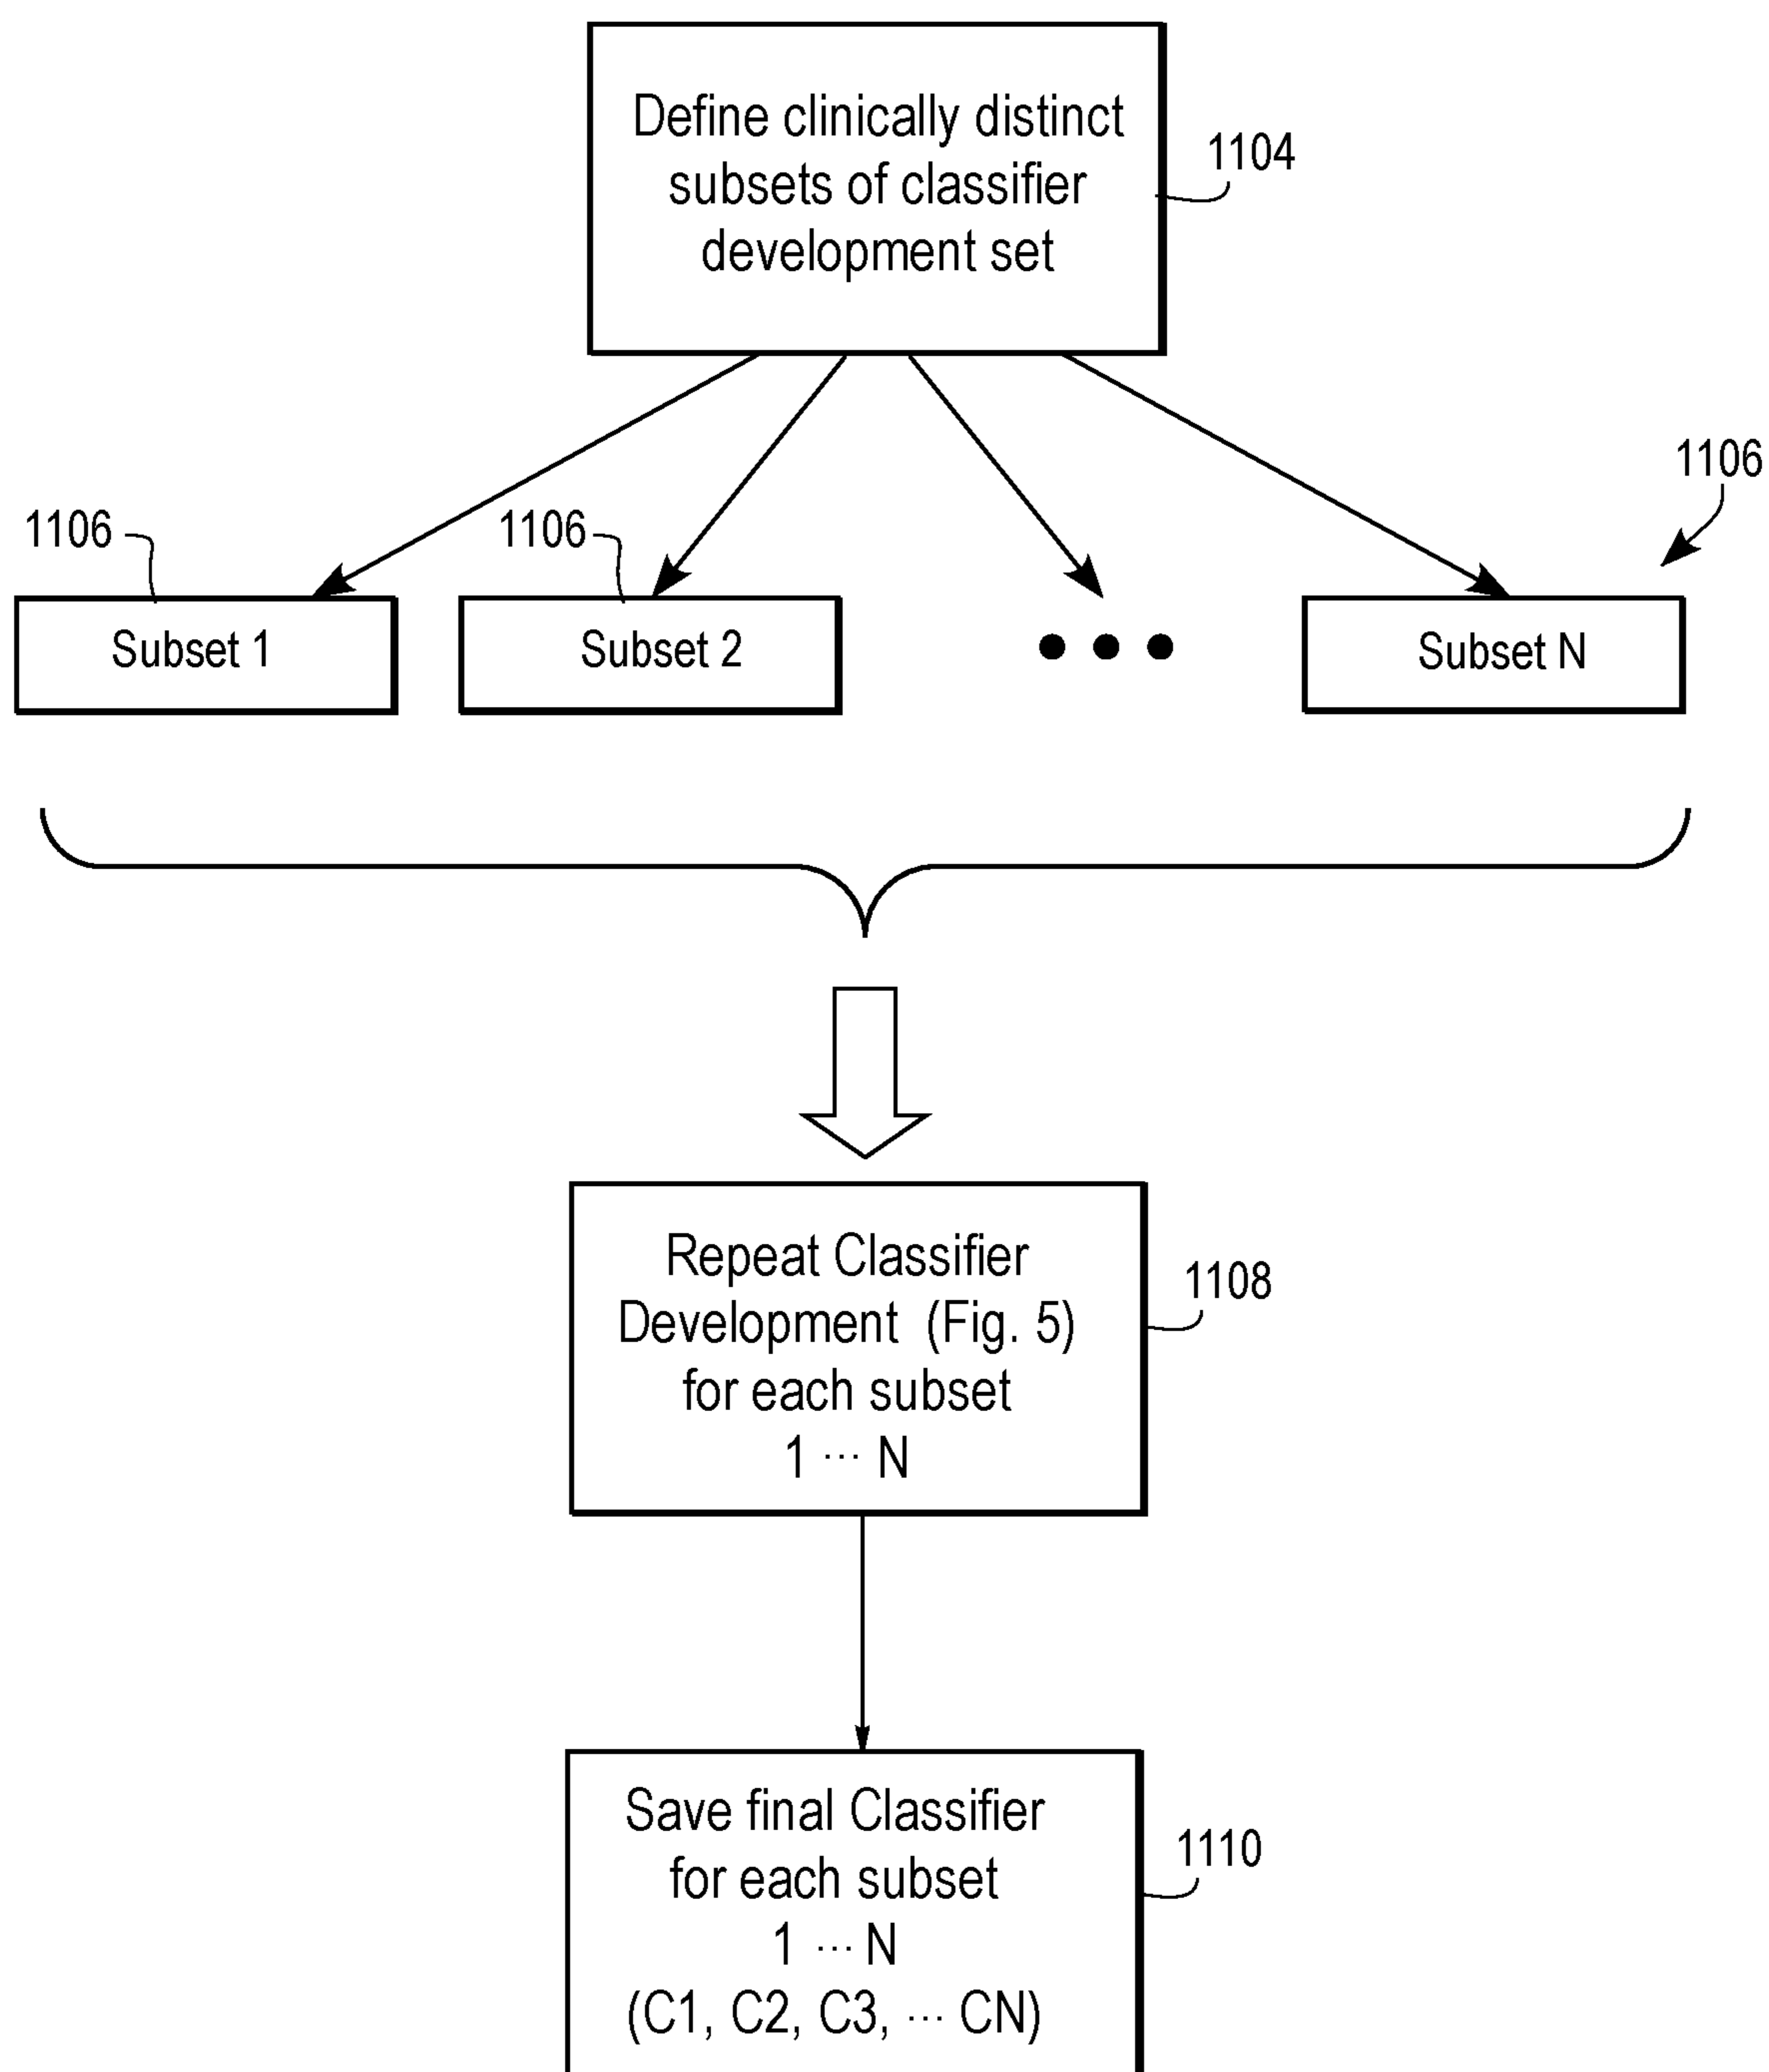 Define clinically distinct
subsets of classifier
development set
1104
1106
1106
1106
Subset 1
Subset 2
Subset N
Repeat Classifier
Development (Fig. 5)
for each subset
1 ··· N
1108
Save final Classifier
for each subset
1 ··· N
(C1, C2, C3, ··· CN)
1110